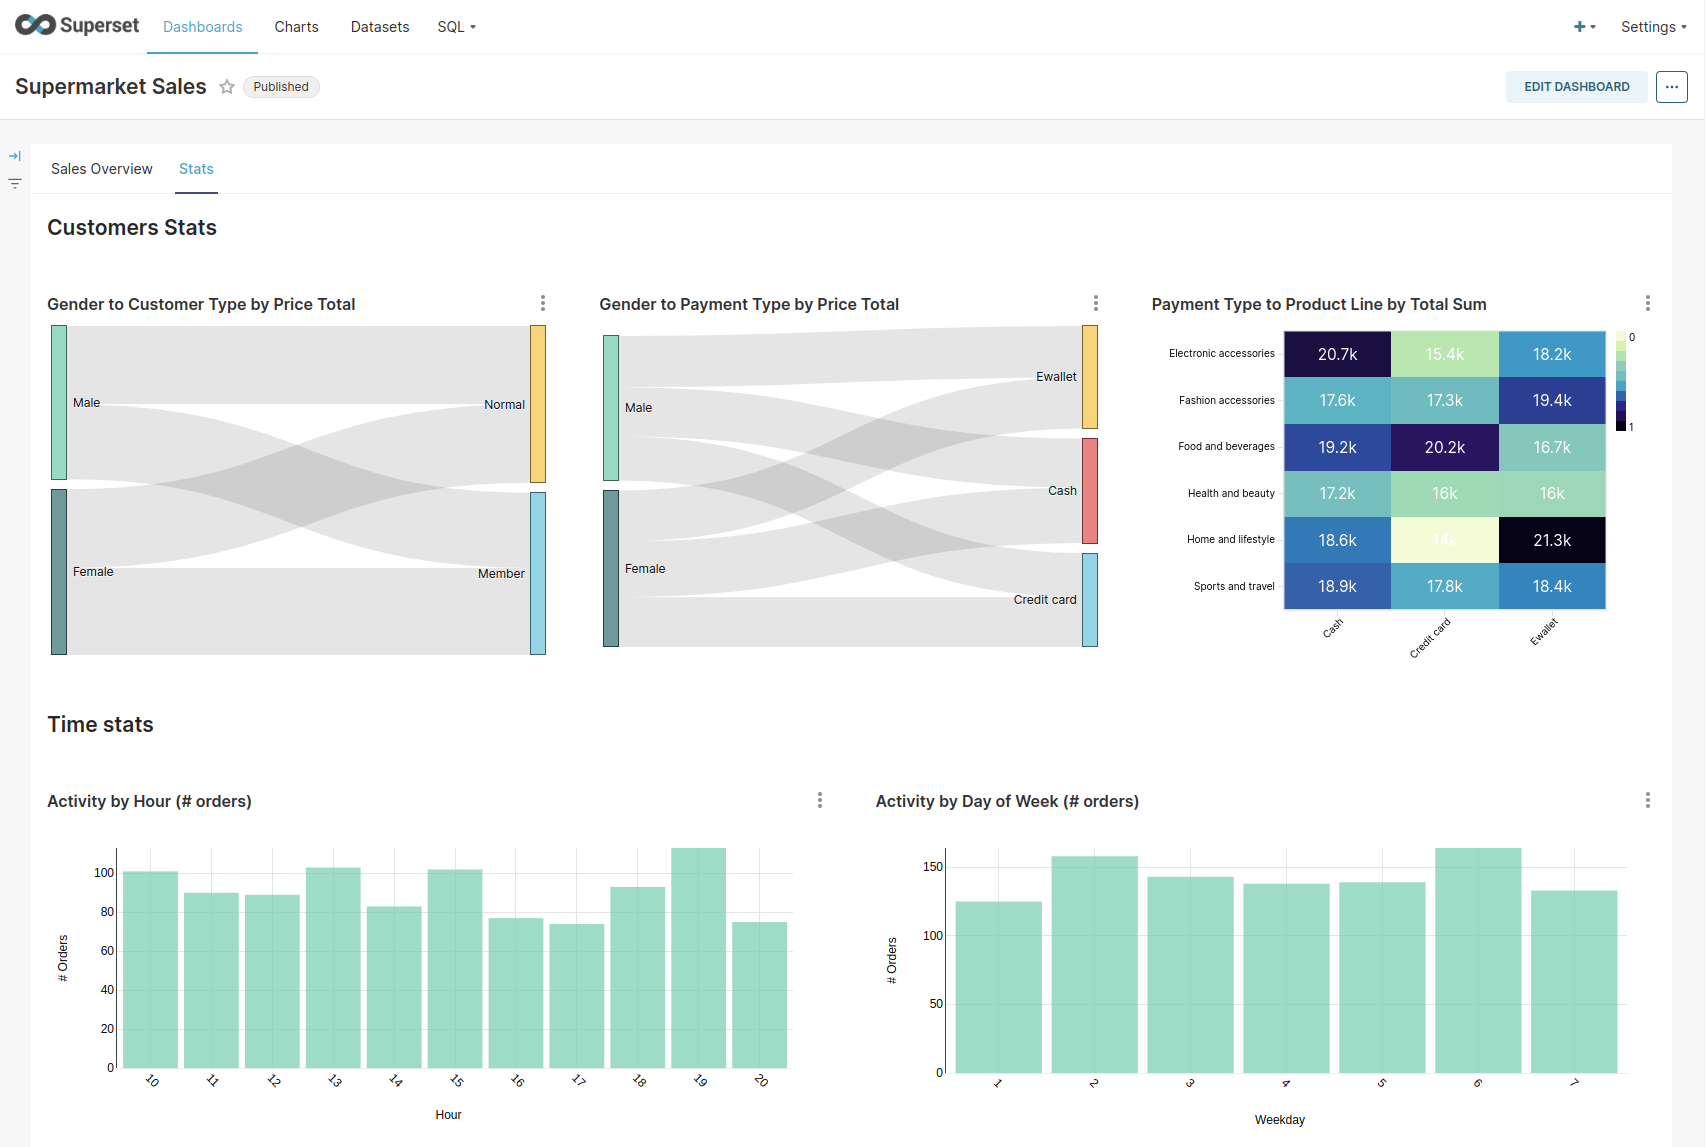 Superset Dashboards Charts Datasets SQL Settings
Supermarket Sales Published EDIT DASHBOARD ...
Sales Overview Stats
Customers Stats
Gender to Customer Type by Price Total
Male
Female
Normal
Member
Gender to Payment Type by Price Total
Male
Female
Ewallet
Cash
Credit card
Payment Type to Product Line by Total Sum
Electronic accessories 20.7k 15.4k 18.2k
Fashion accessories 17.6k 17.3k 19.4k
Food and beverages 19.2k 20.2k 16.7k
Health and beauty 17.2k 16k 16k
Home and lifestyle 18.6k 14k 21.3k
Sports and travel 18.9k 17.8k 18.4k
Cash Credit card Ewallet
0
1
Time stats
Activity by Hour (# orders)
# Orders
100
80
60
40
20
0
10 11 12 13 14 15 16 17 18 19 20
Hour
Activity by Day of Week (# orders)
# Orders
150
100
50
0
1 2 3 4 5 6 7
Weekday